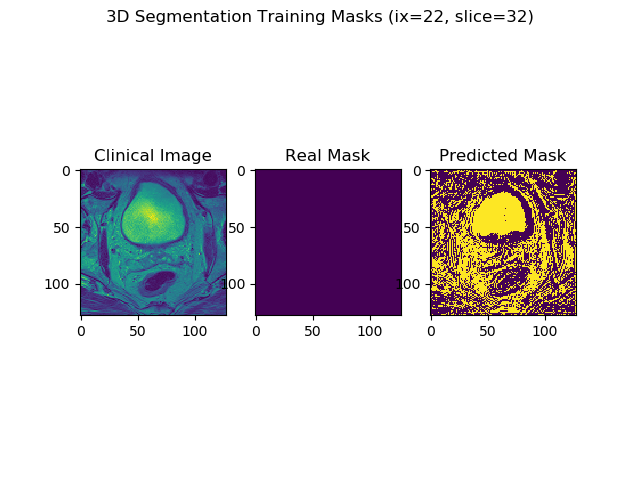 3D Segmentation Training Masks (ix=22, slice=32)
Clinical Image Real Mask Predicted Mask
0 0 0
50 50 50
100 100 100
0 50 100 0 50 100 0 50 100